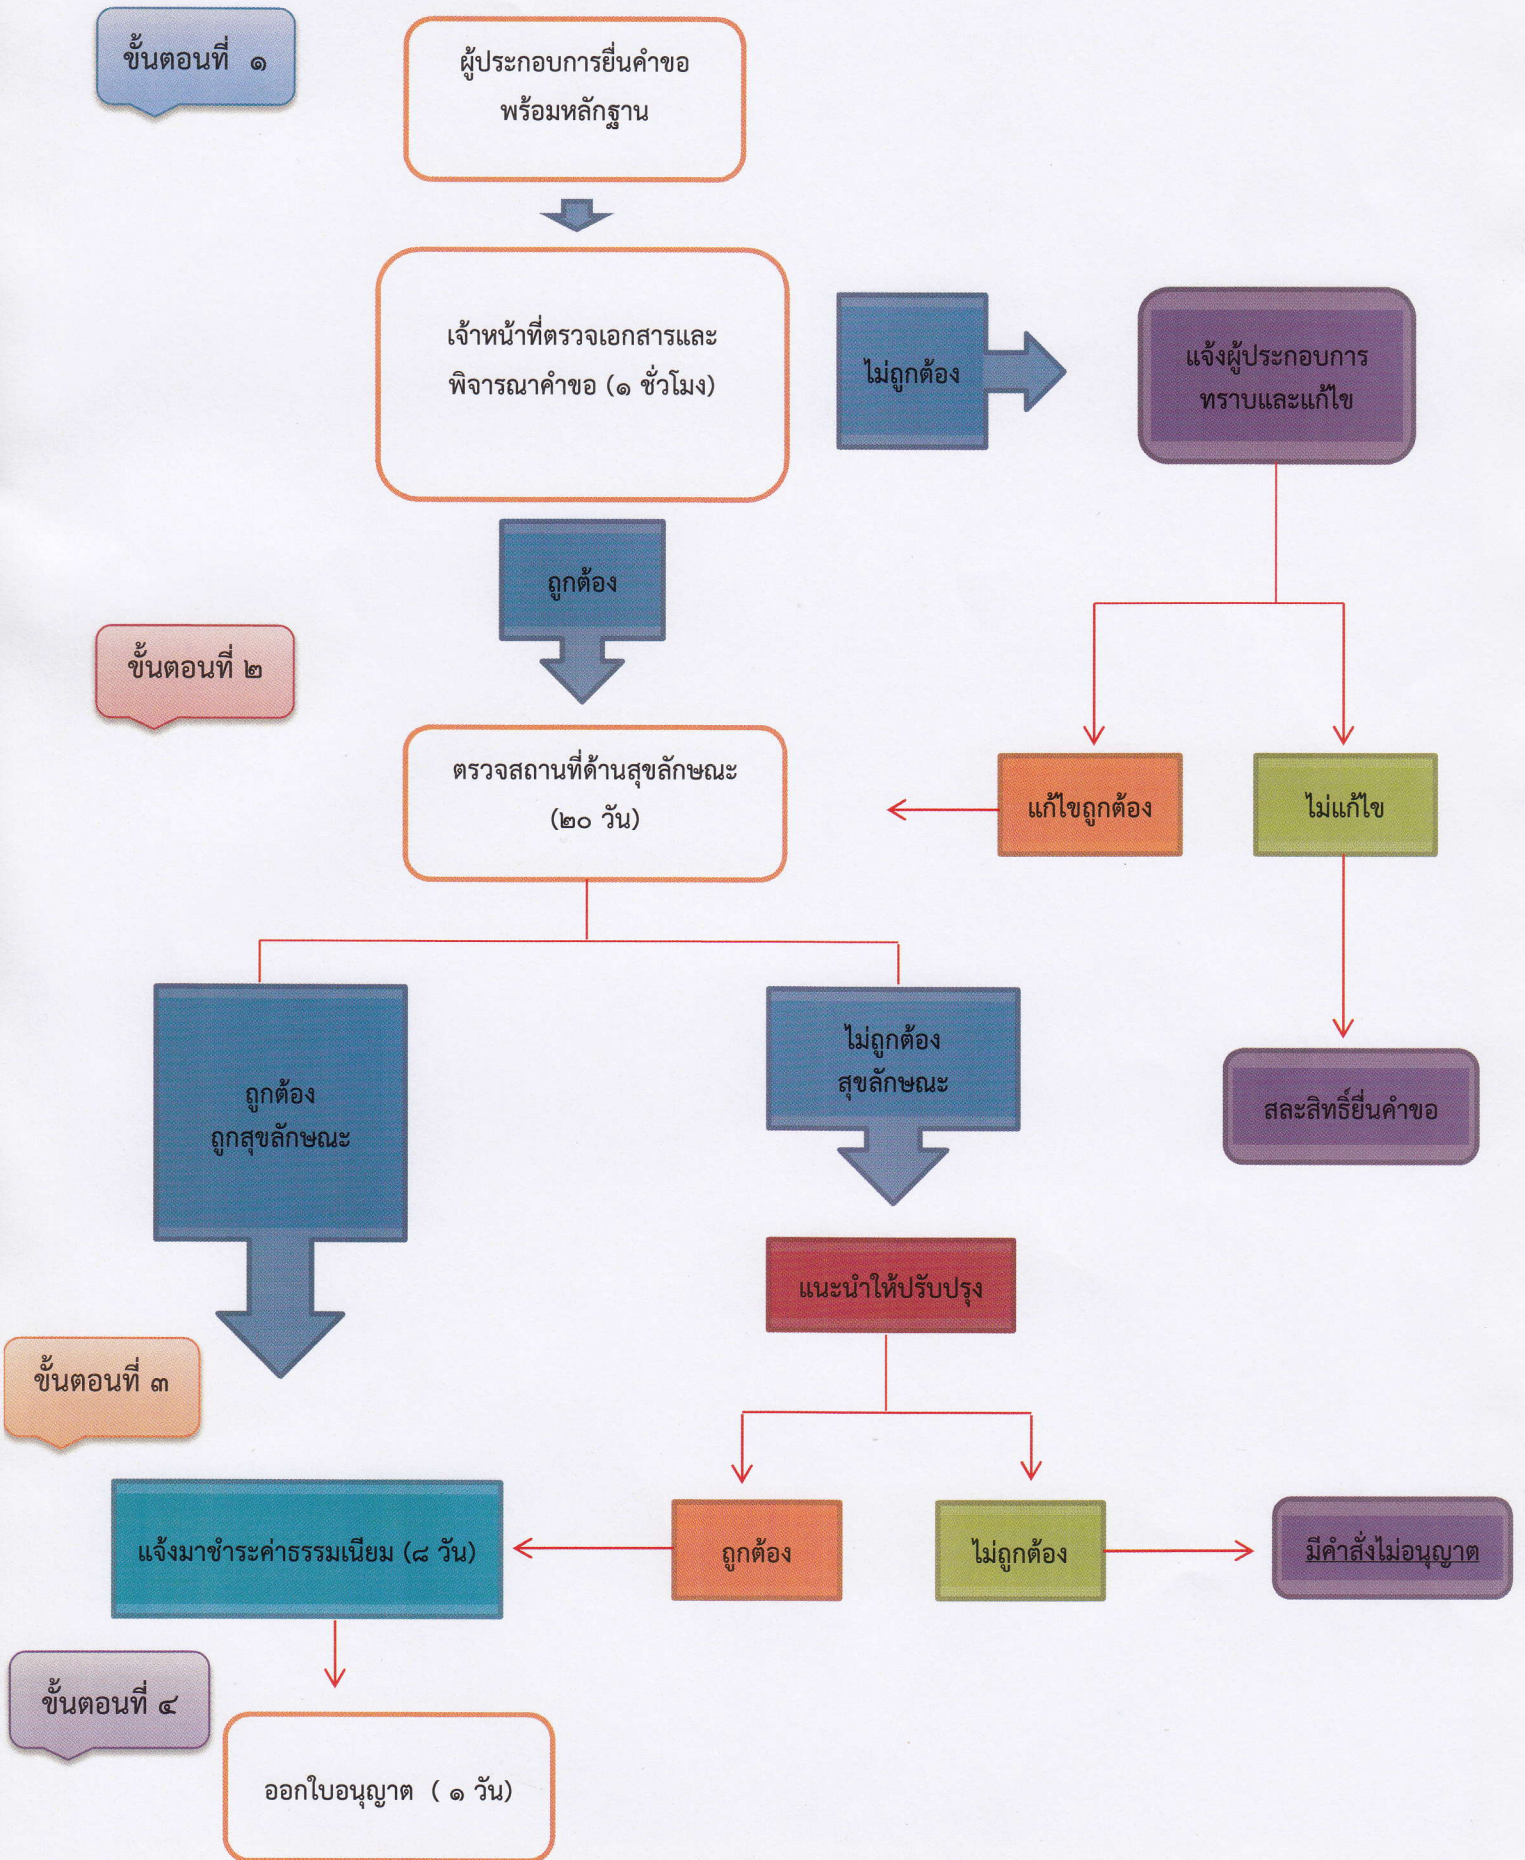 ขั้นตอนที่ ๑
ผู้ประกอบการยื่นคำขอ
พร้อมหลักฐาน
เจ้าหน้าที่ตรวจเอกสารและ
พิจารณาคำขอ (๑ ชั่วโมง)
ไม่ถูกต้อง
แจ้งผู้ประกอบการ
ทราบและแก้ไข
ถูกต้อง
ขั้นตอนที่ ๒
ตรวจสถานที่ด้านสุขลักษณะ
(๒๐ วัน)
แก้ไขถูกต้อง
ไม่แก้ไข
ถูกต้อง
ถูกสุขลักษณะ
ไม่ถูกต้อง
สุขลักษณะ
สละสิทธิ์ยื่นคำขอ
แนะนำให้ปรับปรุง
ขั้นตอนที่ ๓
แจ้งมาชำระค่าธรรมเนียม (๘ วัน)
ถูกต้อง
ไม่ถูกต้อง
มีคำสั่งไม่อนุญาต
ขั้นตอนที่ ๔
ออกใบอนุญาต ( ๑ วัน)